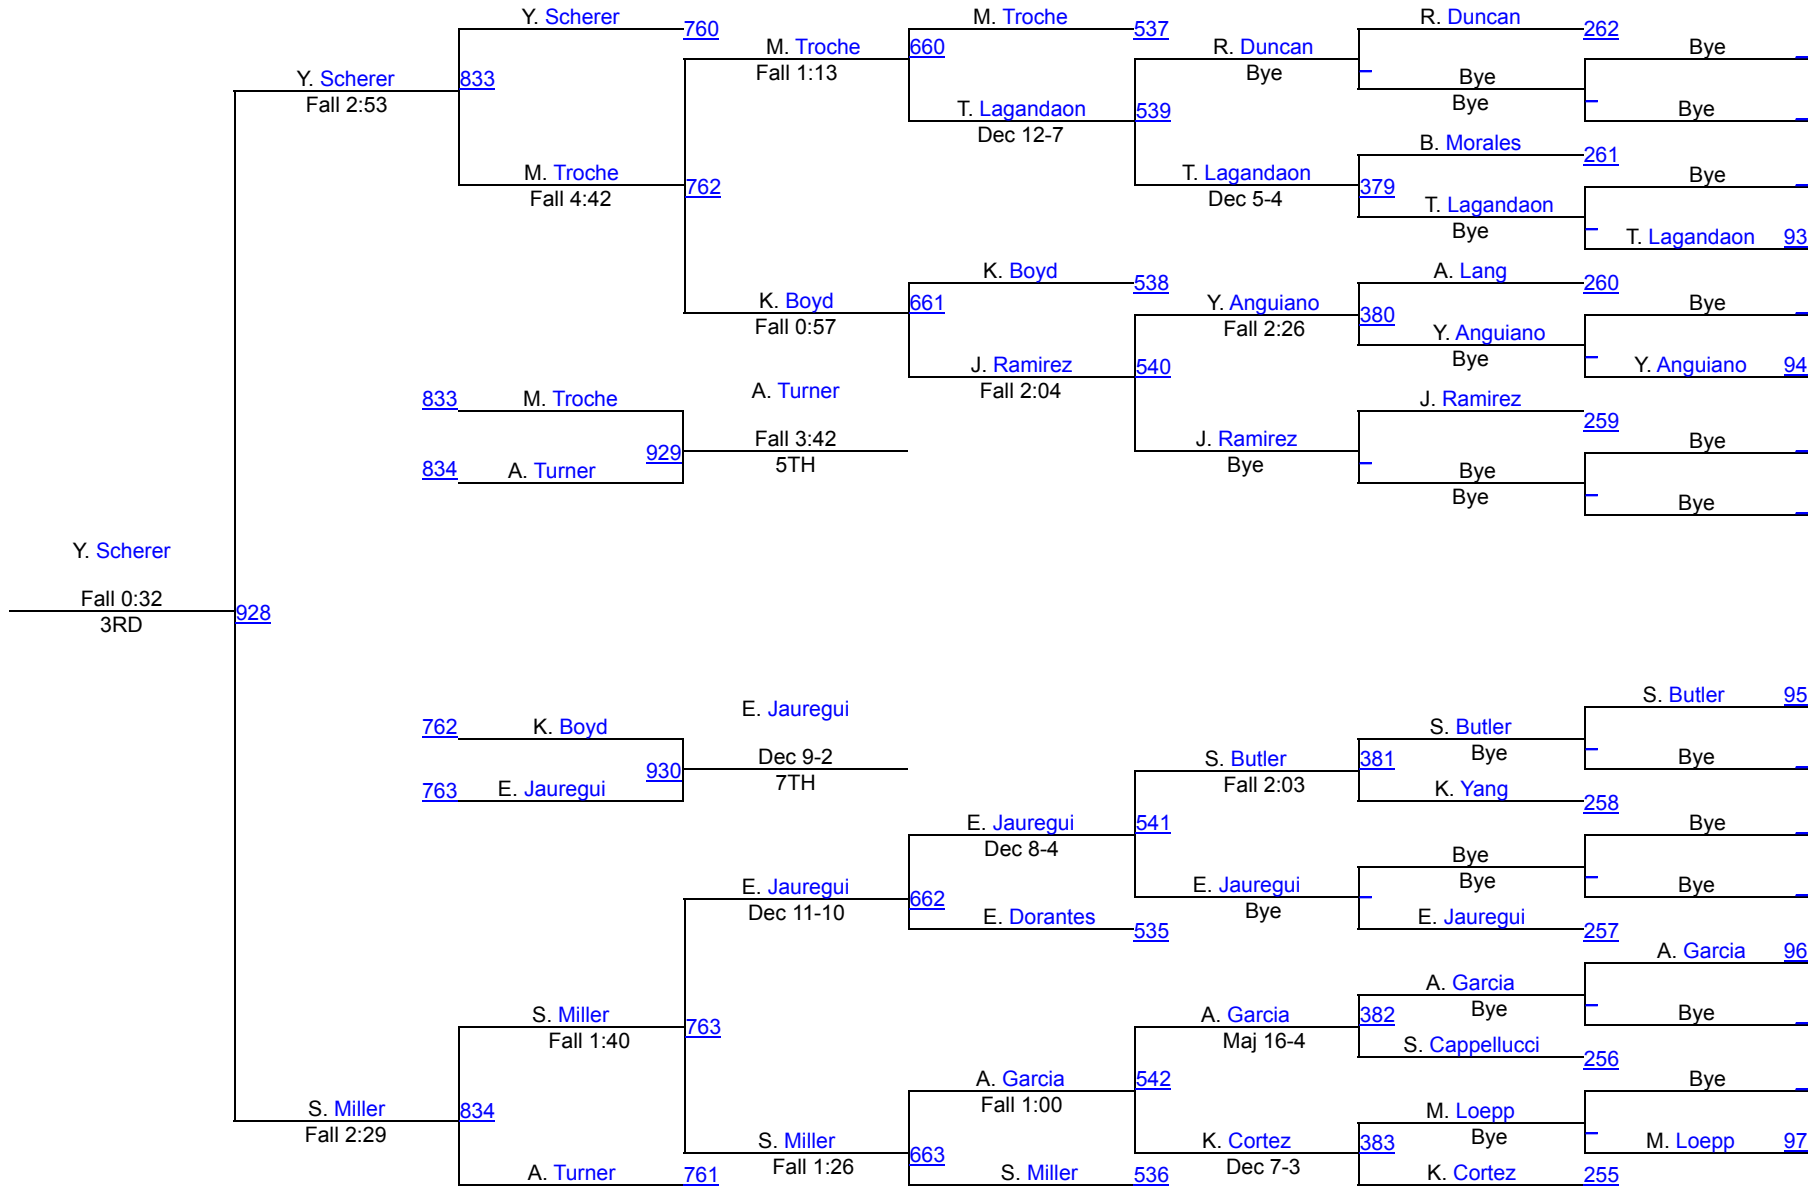 Y. Scherer
760
M. Troche
Fall 1:13
660
M. Troche
537
R. Duncan
Bye
R. Duncan
262
Bye
Bye
Bye
Bye
Y. Scherer
Fall 2:53
833
T. Lagandaon
Dec 12-7
539
B. Morales
261
Bye
M. Troche
Fall 4:42
762
T. Lagandaon
Dec 5-4
379
T. Lagandaon
Bye
T. Lagandaon 93
K. Boyd
Fall 0:57
661
K. Boyd
538
Y. Anguiano
Fall 2:26
380
A. Lang
260
Bye
Y. Anguiano
Bye
Y. Anguiano 94
J. Ramirez
Fall 2:04
540
833
M. Troche
A. Turner
J. Ramirez
259
834
A. Turner
929
Fall 3:42
5TH
J. Ramirez
Bye
Bye
Bye
Bye
Bye
Y. Scherer
Fall 0:32
3RD
928
762
K. Boyd
E. Jauregui
763
E. Jauregui
930
Dec 9-2
7TH
S. Butler
Fall 2:03
381
S. Butler
Bye
S. Butler 95
Bye
K. Yang
258
E. Jauregui
Dec 8-4
541
Bye
Bye
Bye
Bye
E. Jauregui
Dec 11-10
662
E. Jauregui
Bye
E. Dorantes
535
E. Jauregui
257
A. Garcia 96
S. Miller
Fall 1:40
763
A. Garcia
Maj 16-4
382
A. Garcia
Bye
Bye
S. Cappellucci
256
A. Garcia
Fall 1:00
542
Bye
S. Miller
Fall 2:29
834
M. Loepp
Bye
M. Loepp 97
S. Miller
Fall 1:26
663
K. Cortez
Dec 7-3
383
A. Turner
761
S. Miller
536
K. Cortez
255